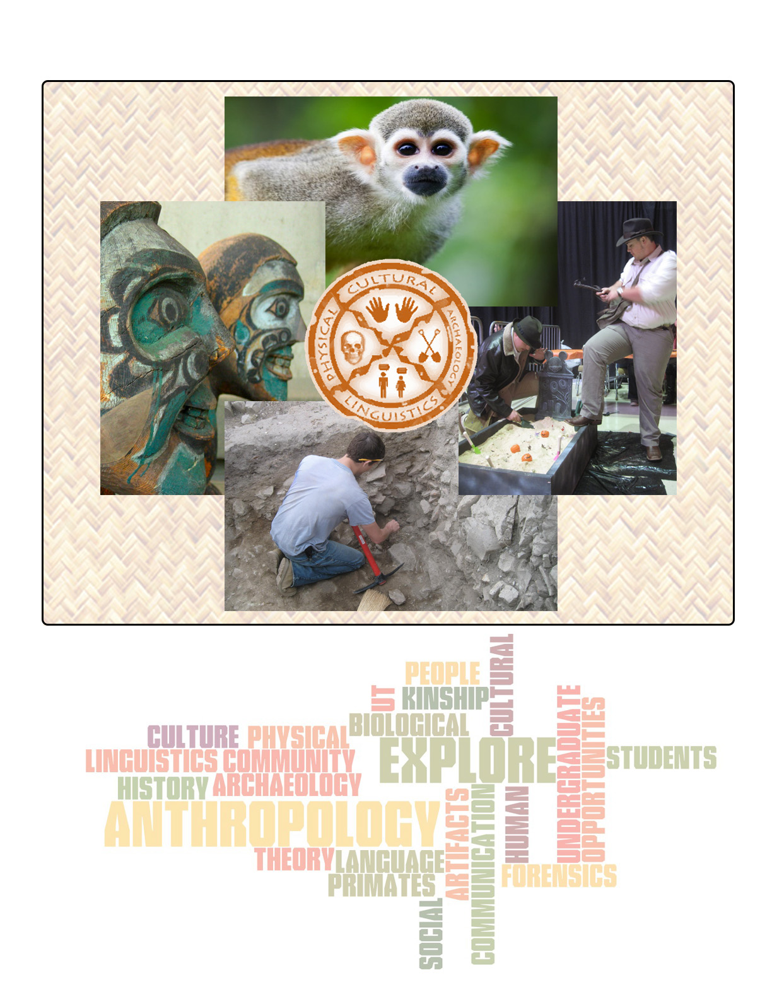 CULTURAL
PHYSICAL
ARCHAEOLOGY
LINGUISTICS
CULTURAL
PEOPLE
UT
KINSHIP
BIOLOGICAL
UNDERGRADUATE
OPPORTUNITIES
CULTURE
PHYSICAL
EXPLORE
STUDENTS
LINGUISTICS
COMMUNITY
HISTORY
ARCHAEOLOGY
ANTHROPOLOGY
ARTIFACTS
COMMUNICATION
HUMAN
THEORY
LANGUAGE
FORENSICS
PRIMATES
SOCIAL